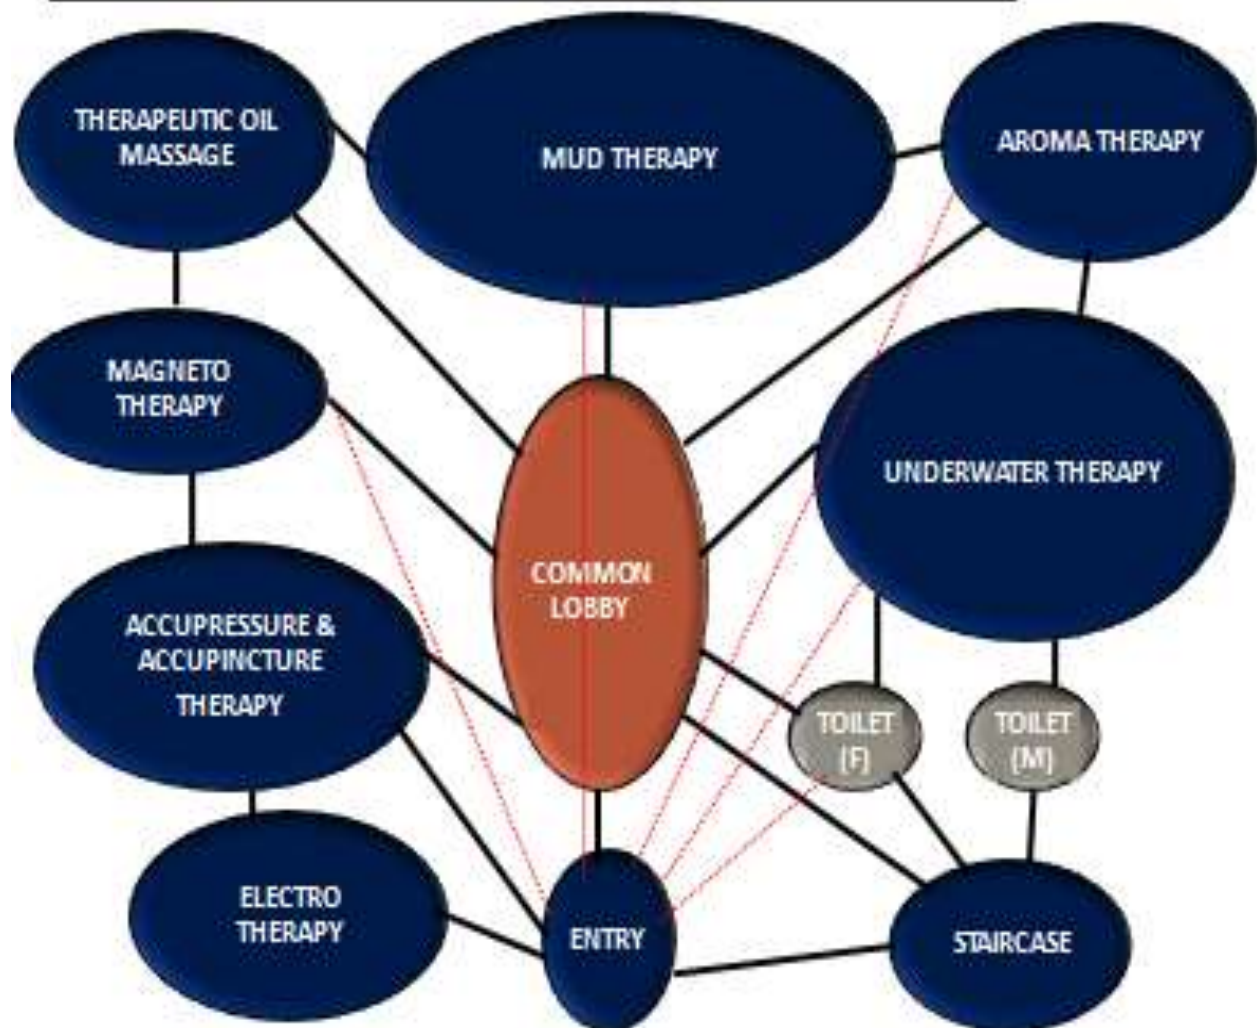 THERAPEUTIC OIL
MASSAGE
MUD THERAPY
AROMA THERAPY
MAGNETO
THERAPY
UNDERWATER THERAPY
COMMON
LOBBY
ACCUPRESSURE &
ACCUPINCTURE
THERAPY
TOILET
(F)
TOILET
(M)
ELECTRO
THERAPY
ENTRY
STAIRCASE